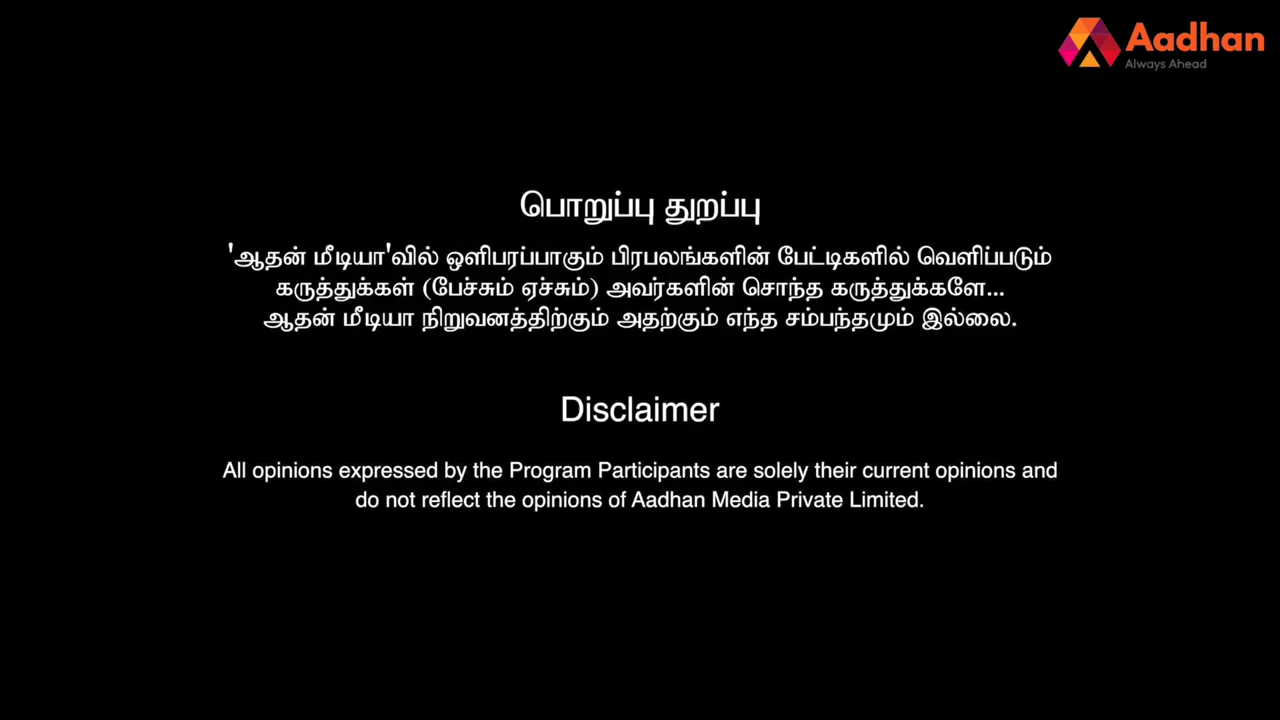 Aadhan
Always Ahead
பொறுப்பு துறப்பு
'ஆதன் மீடியா'வில் ஒளிபரப்பாகும் பிரபலங்களின் பேட்டிகளில் வெளிப்படும்
கருத்துக்கள் (பேச்சும் ஏச்சும்) அவர்களின் சொந்த கருத்துக்களே...
ஆதன் மீடியா நிறுவனத்திற்கும் அதற்கும் எந்த சம்பந்தமும் இல்லை.
Disclaimer
All opinions expressed by the Program Participants are solely their current opinions and
do not reflect the opinions of Aadhan Media Private Limited.